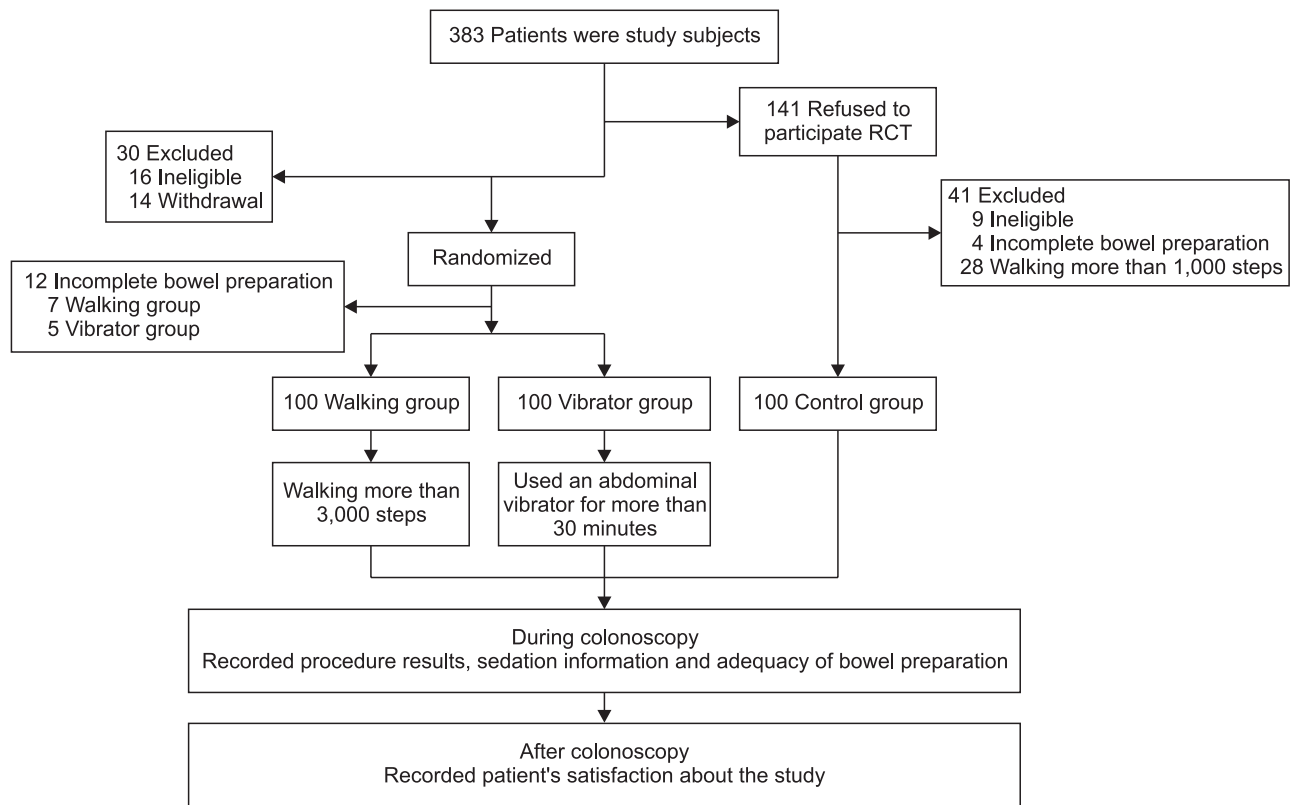 383 Patients were study subjects
141 Refused to
participate RCT
30 Excluded
16 Ineligible
14 Withdrawal
41 Excluded
9 Ineligible
4 Incomplete bowel preparation
28 Walking more than 1,000 steps
Randomized
12 Incomplete bowel preparation
7 Walking group
5 Vibrator group
100 Walking group
100 Vibrator group
100 Control group
Walking more than
3,000 steps
Used an abdominal
vibrator for more than
30 minutes
During colonoscopy
Recorded procedure results, sedation information and adequacy of bowel preparation
After colonoscopy
Recorded patient's satisfaction about the study